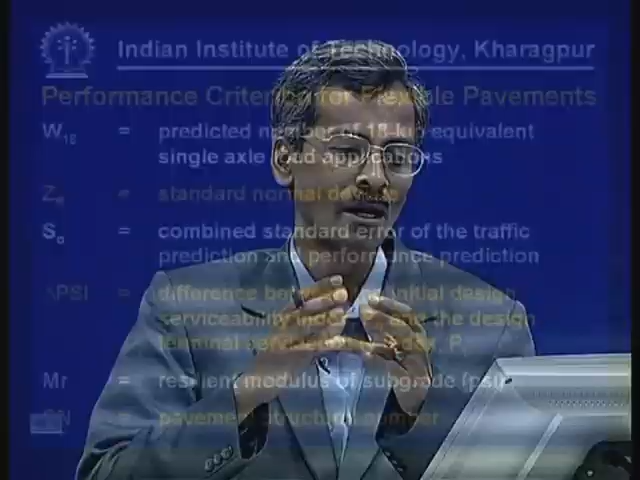 Indian Institute of Technology, Kharagpur
Performance Criteria for Flexible Pavements
W18 = predicted number of 18 kip equivalent
single axle load applications
= standard normal deviate
So = combined standard error of the traffic
prediction and performance prediction
ΔPSI = difference between initial design
serviceability index, and the design
terminal serviceability index, P
Mr = resilient modulus of subgrade (psi)
SN = pavement structural number